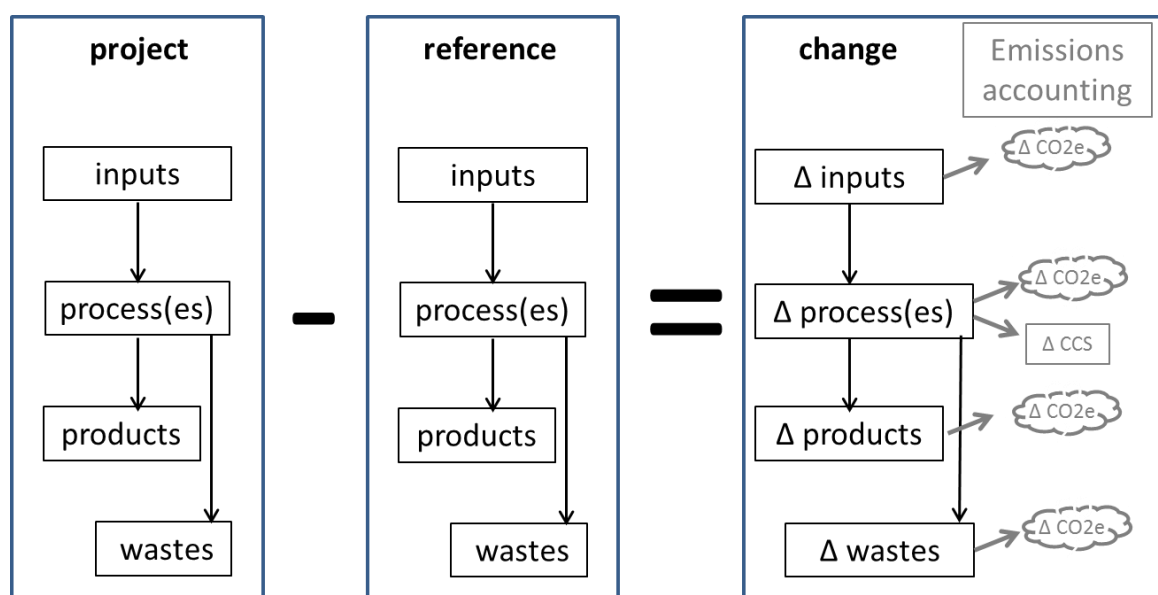 project
inputs
process(es)
products
wastes
reference
inputs
process(es)
products
wastes
change
Emissions
accounting
Δ inputs
Δ CO2e
Δ process(es)
Δ CO2e
Δ CCS
Δ products
Δ CO2e
Δ wastes
Δ CO2e